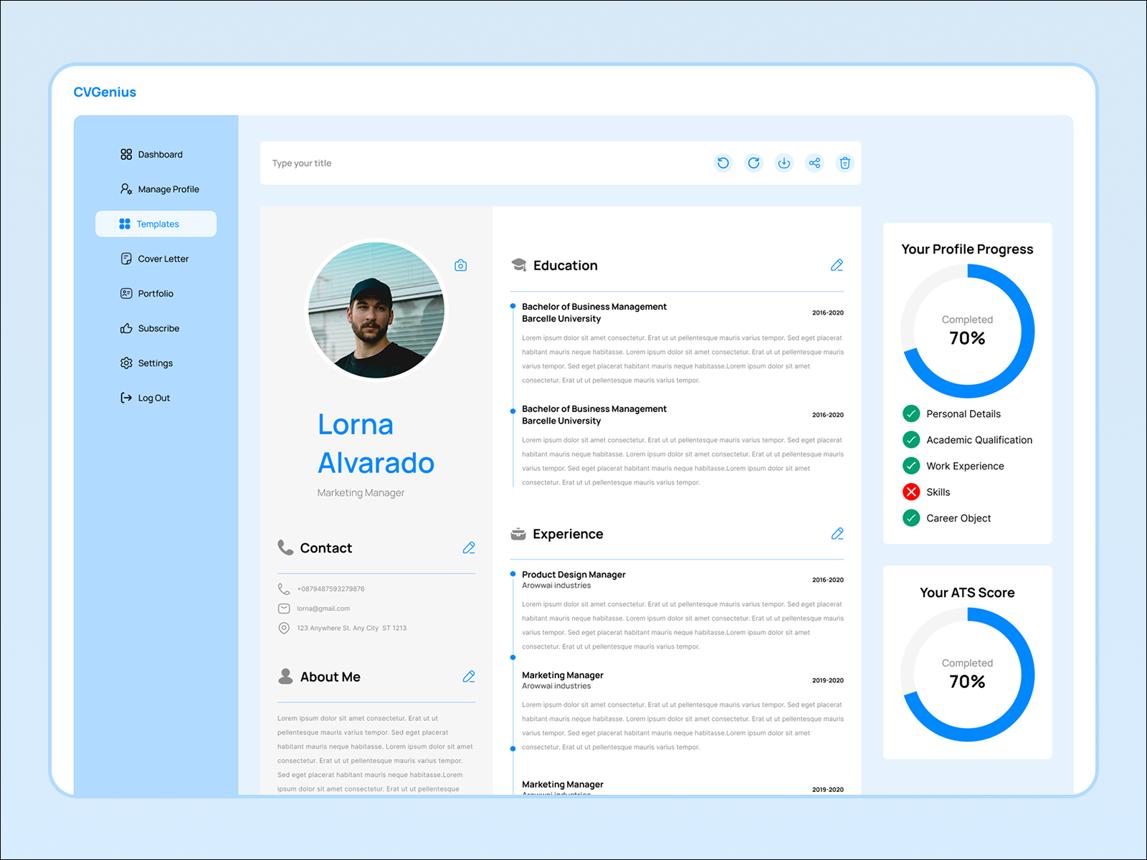 CVGenius
Dashboard
Manage Profile
Templates
Cover Letter
Portfolio
Subscribe
Settings
Log Out
Type your title
Lorna
Alvarado
Marketing Manager
Contact
+0879487593279876
lorna@gmail.com
123 Anywhere St. Any City ST 1213
About Me
Lorem ipsum dolor sit amet consectetur. Erat ut ut
pellentesque mauris varius tempor. Sed eget placerat
habitant mauris neque habitasse. Lorem ipsum dolor sit amet
consectetur. Erat ut ut pellentesque mauris varius tempor.
Sed eget placerat habitant mauris neque habitasse.Lorem
ipsum dolor sit amet consectetur. Erat ut ut pellentesque
Education
Bachelor of Business Management
Barcelle University
2016-2020
Lorem ipsum dolor sit amet consectetur. Erat ut ut pellentesque mauris varius tempor. Sed eget placerat
habitant mauris neque habitasse. Lorem ipsum dolor sit amet consectetur. Erat ut ut pellentesque mauris
varius tempor. Sed eget placerat habitant mauris neque habitasse.Lorem ipsum dolor sit amet
consectetur. Erat ut ut pellentesque mauris varius tempor.
Bachelor of Business Management
Barcelle University
2016-2020
Lorem ipsum dolor sit amet consectetur. Erat ut ut pellentesque mauris varius tempor. Sed eget placerat
habitant mauris neque habitasse. Lorem ipsum dolor sit amet consectetur. Erat ut ut pellentesque mauris
varius tempor. Sed eget placerat habitant mauris neque habitasse.Lorem ipsum dolor sit amet
consectetur. Erat ut ut pellentesque mauris varius tempor.
Experience
Product Design Manager
Arowwai industries
2016-2020
Lorem ipsum dolor sit amet consectetur. Erat ut ut pellentesque mauris varius tempor. Sed eget placerat
habitant mauris neque habitasse. Lorem ipsum dolor sit amet consectetur. Erat ut ut pellentesque mauris
varius tempor. Sed eget placerat habitant mauris neque habitasse.Lorem ipsum dolor sit amet
consectetur. Erat ut ut pellentesque mauris varius tempor.
Marketing Manager
Arowwai industries
2019-2020
Lorem ipsum dolor sit amet consectetur. Erat ut ut pellentesque mauris varius tempor. Sed eget placerat
habitant mauris neque habitasse. Lorem ipsum dolor sit amet consectetur. Erat ut ut pellentesque mauris
varius tempor. Sed eget placerat habitant mauris neque habitasse.Lorem ipsum dolor sit amet
consectetur. Erat ut ut pellentesque mauris varius tempor.
Marketing Manager
2019-2020
Your Profile Progress
Completed
70%
Personal Details
Academic Qualification
Work Experience
Skills
Career Object
Your ATS Score
Completed
70%